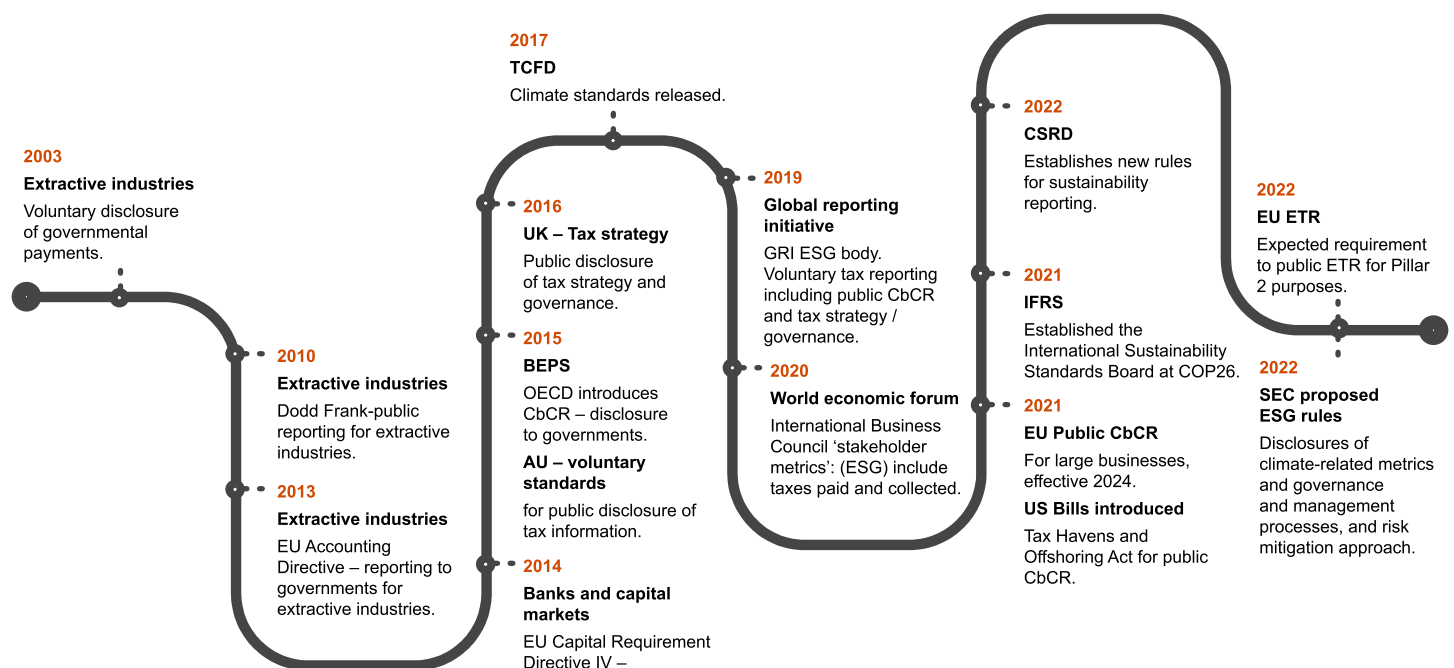 2003
Extractive industries
Voluntary disclosure
of governmental
payments.
2010
Extractive industries
Dodd Frank-public
reporting for extractive
industries.
2013
Extractive industries
EU Accounting
Directive – reporting to
governments for
extractive industries.
2014
Banks and capital
markets
EU Capital Requirement
Directive IV –
2015
BEPS
OECD introduces
CbCR – disclosure
to governments.
AU – voluntary
standards
for public disclosure of
tax information.
2016
UK – Tax strategy
Public disclosure
of tax strategy and
governance.
2017
TCFD
Climate standards released.
2019
Global reporting
initiative
GRI ESG body.
Voluntary tax reporting
including public CbCR
and tax strategy /
governance.
2020
World economic forum
International Business
Council ‘stakeholder
metrics’: (ESG) include
taxes paid and collected.
2021
EU Public CbCR
For large businesses,
effective 2024.
US Bills introduced
Tax Havens and
Offshoring Act for public
CbCR.
2021
IFRS
Established the
International Sustainability
Standards Board at COP26.
2022
CSRD
Establishes new rules
for sustainability
reporting.
2022
EU ETR
Expected requirement
to public ETR for Pillar
2 purposes.
2022
SEC proposed
ESG rules
Disclosures of
climate-related metrics
and governance
and management
processes, and risk
mitigation approach.